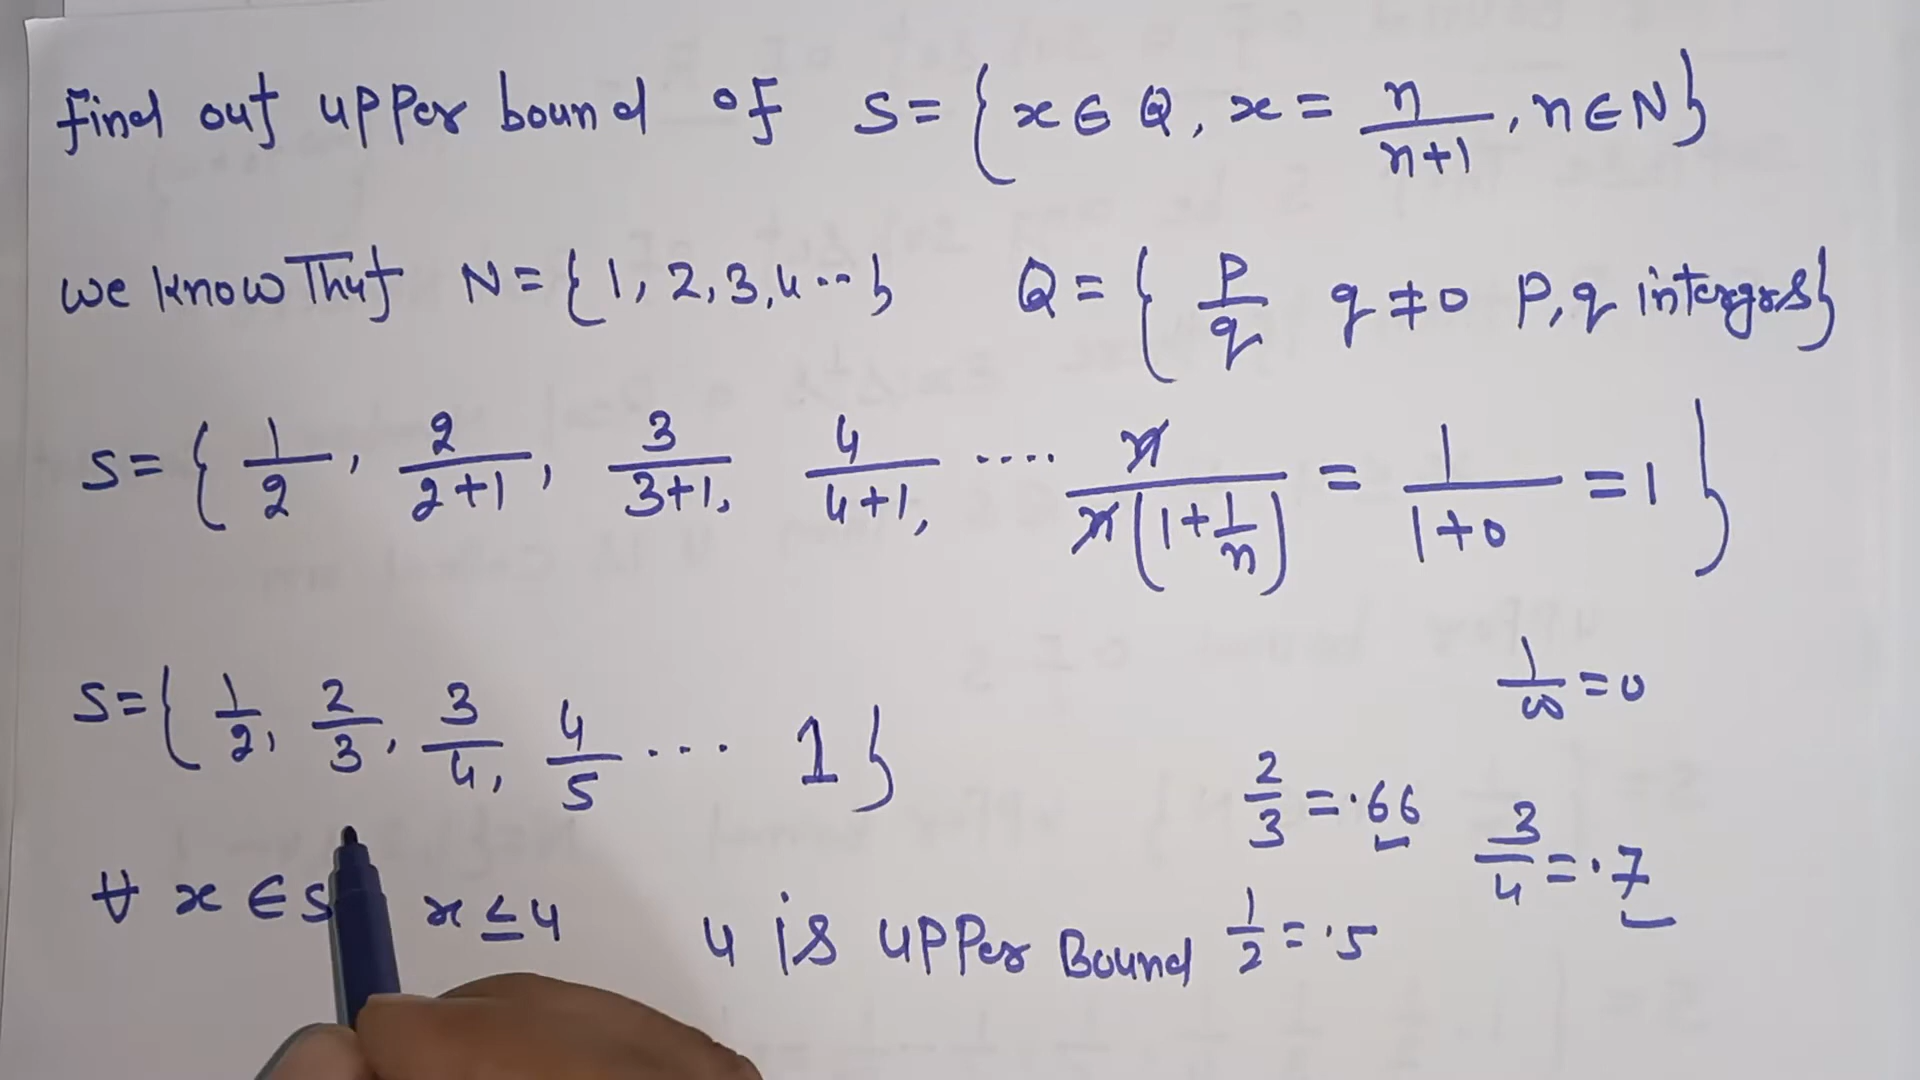 find out upper bound of S = { x ∈ Q, x = n/(n+1), n ∈ N }
we know That N = { 1, 2, 3, 4 ... } Q = { p/q q ≠ 0 p, q intergrs }
S = { 1/2, 2/(2+1), 3/(3+1), 4/(4+1), .... n/(n(1+1/n)) = 1/(1+0) = 1 }
1/∞ = 0
S = { 1/2, 2/3, 3/4, 4/5 .... 1 }
2/3 = .66 3/4 = .7
∀ x ∈ S x ≤ 4 4 is upper Bound 1/2 = .5